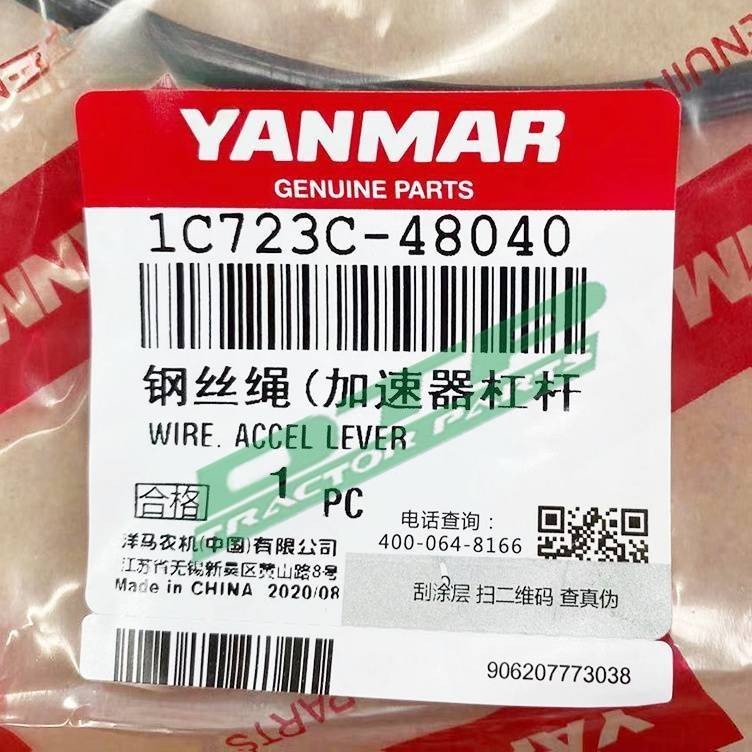 YANMAR
GENUINE PARTS
1C723C-48040
钢丝绳(加速器杠杆
WIRE. ACCEL LEVER
1 PC
合格
电话查询：
400-064-8166
洋马农机(中国)有限公司
江苏省无锡新吴区黄山路8号
Made in CHINA 2020/08
刮涂层 扫二维码 查真伪
906207773038
TRACTOR PARTS
PARTS